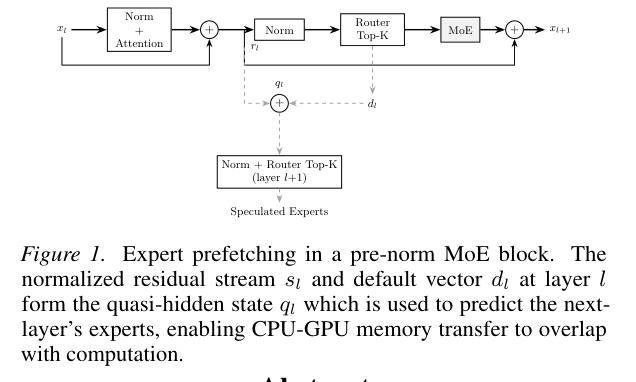 x_l
Norm
+
Attention
+
r_l
Norm
Router
Top-K
MoE
+
x_{l+1}
q_l
+
d_l
Norm + Router Top-K
(layer l+1)
Speculated Experts
Figure 1. Expert prefetching in a pre-norm MoE block. The
normalized residual stream s_l and default vector d_l at layer l
form the quasi-hidden state q_l which is used to predict the next-
layer's experts, enabling CPU-GPU memory transfer to overlap
with computation.